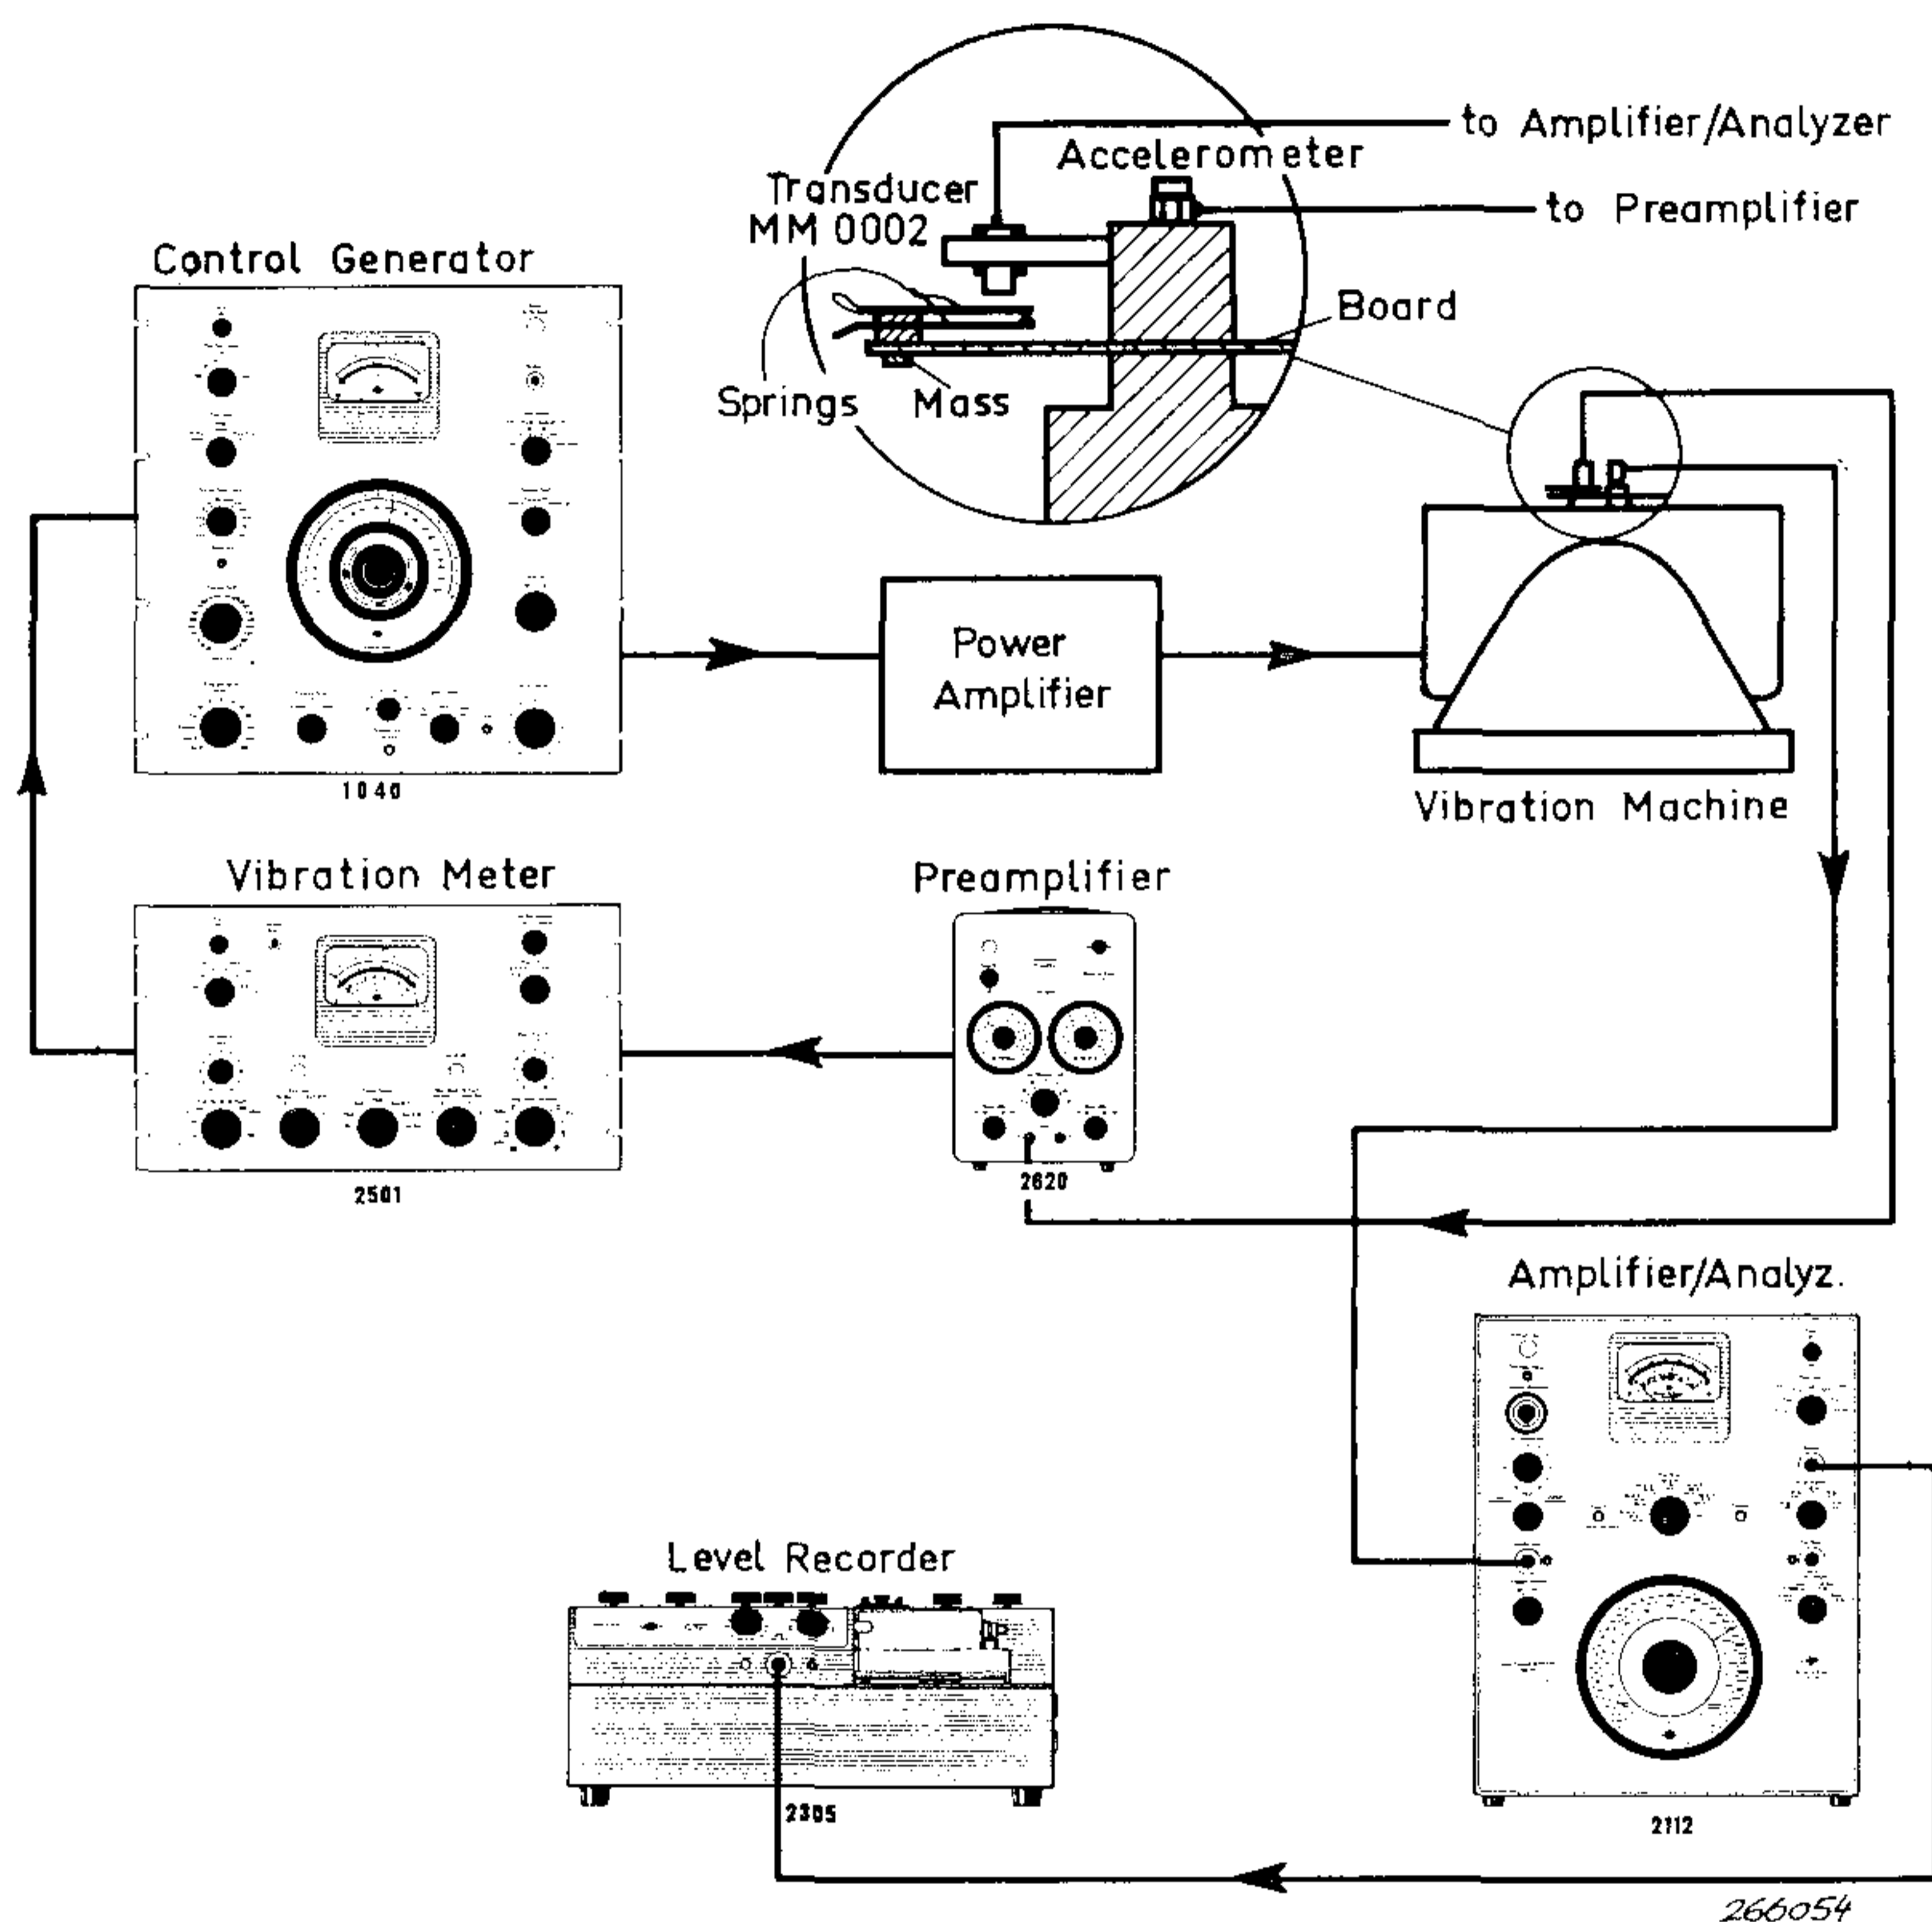 to Amplifier/Analyzer
Accelerometer
Transducer
MM 0002
to Preamplifier
Control Generator
Board
Springs
Mass
Power
Amplifier
1040
Vibration Machine
Vibration Meter
Preamplifier
2501
2620
Amplifier/Analyz.
Level Recorder
2305
2112
266054